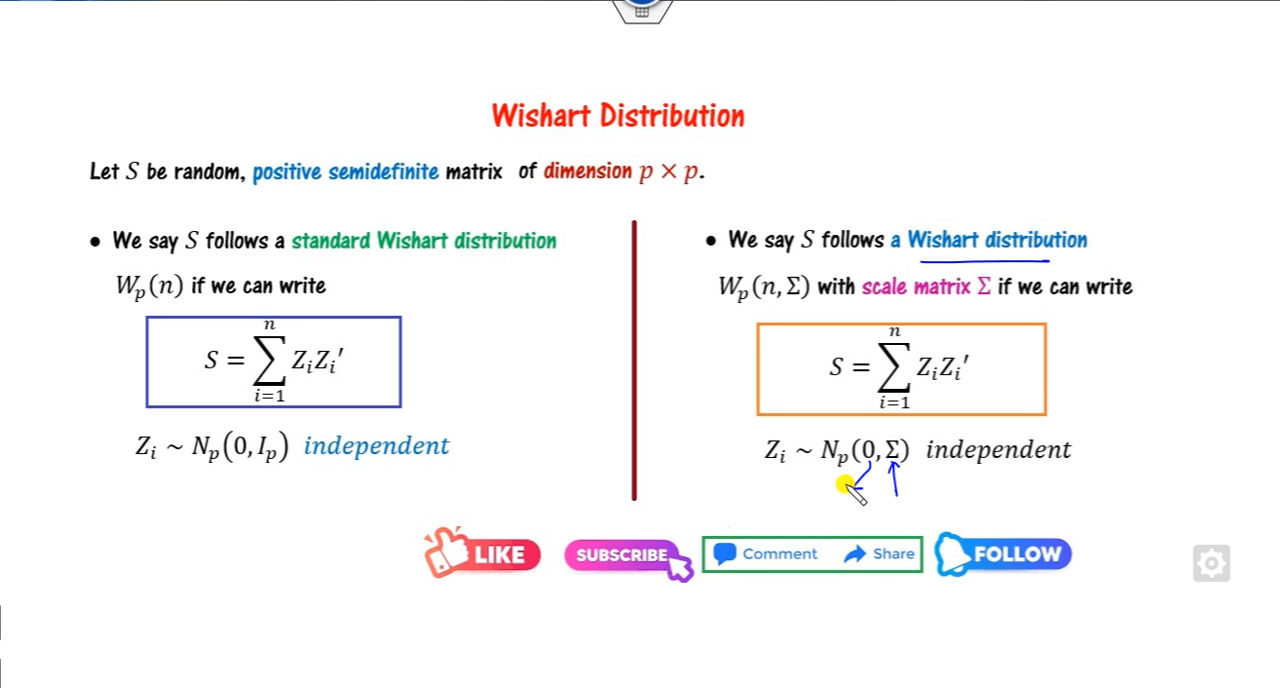 Wishart Distribution
Let S be random, positive semidefinite matrix of dimension p × p.
• We say S follows a standard Wishart distribution
W_p(n) if we can write
S = ∑_{i=1}^{n} Z_i Z_i′
Z_i ~ N_p(0, I_p) independent
• We say S follows a Wishart distribution
W_p(n, Σ) with scale matrix Σ if we can write
S = ∑_{i=1}^{n} Z_i Z_i′
Z_i ~ N_p(0, Σ) independent
LIKE
SUBSCRIBE
Comment
Share
FOLLOW